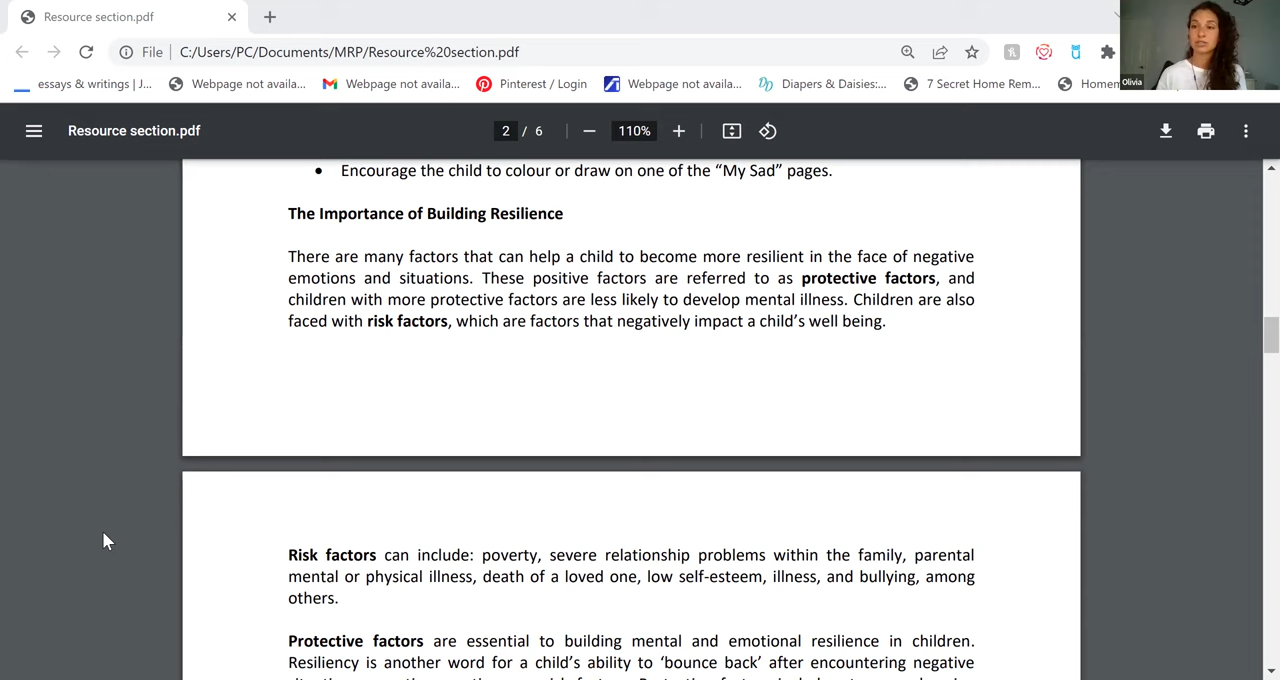 Resource section.pdf
File
C:/Users/PC/Documents/MRP/Resource%20section.pdf
Olivia
essays & writings | J...
Webpage not availa...
Webpage not availa...
Pinterest / Login
Webpage not availa...
Diapers & Daisies:...
7 Secret Home Rem...
Homem
Resource section.pdf
2 / 6
110%
• Encourage the child to colour or draw on one of the “My Sad” pages.
The Importance of Building Resilience
There are many factors that can help a child to become more resilient in the face of negative
emotions and situations. These positive factors are referred to as protective factors, and
children with more protective factors are less likely to develop mental illness. Children are also
faced with risk factors, which are factors that negatively impact a child’s well being.
Risk factors can include: poverty, severe relationship problems within the family, parental
mental or physical illness, death of a loved one, low self-esteem, illness, and bullying, among
others.
Protective factors are essential to building mental and emotional resilience in children.
Resiliency is another word for a child’s ability to ‘bounce back’ after encountering negative